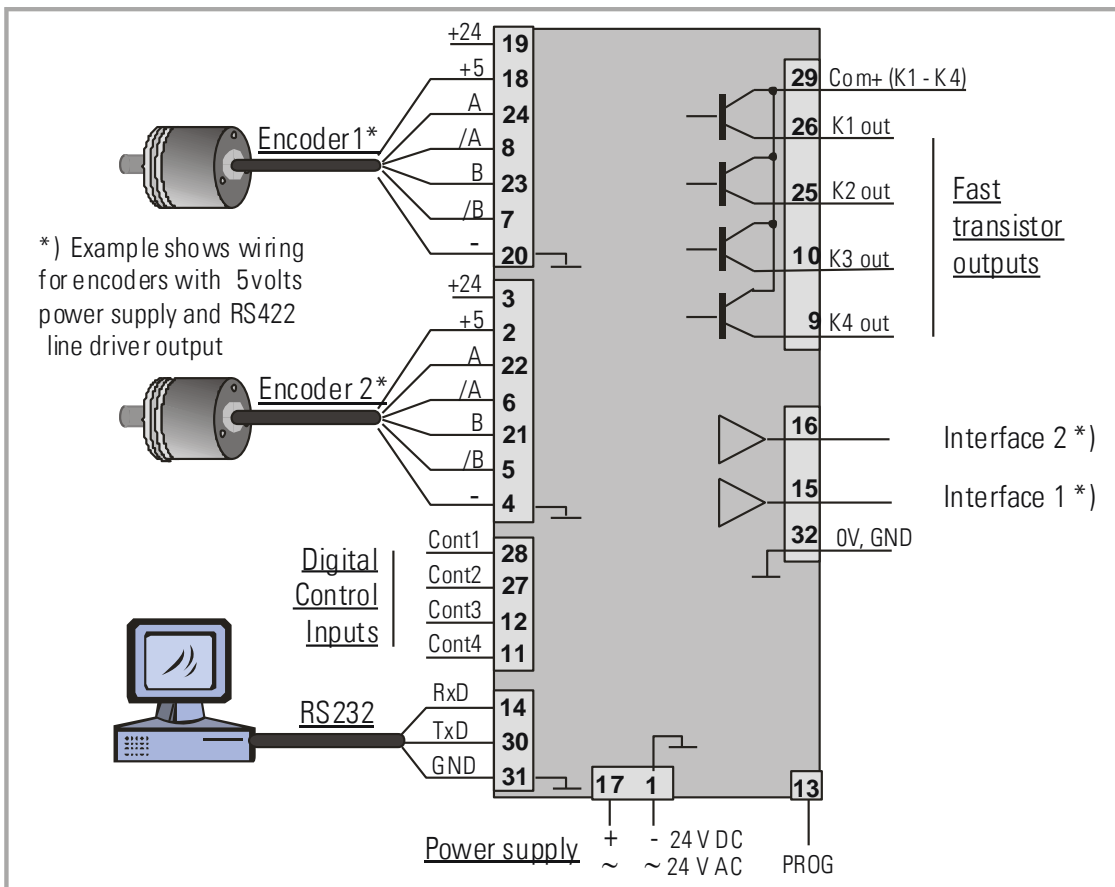 +24 19
+5 18
A 24
/A 8
B 23
/B 7
- 20
Encoder1*
*) Example shows wiring
for encoders with 5volts
power supply and RS422
line driver output
+24 3
+5 2
A 22
/A 6
B 21
/B 5
- 4
Encoder 2*
Digital
Control
Inputs
Cont1 28
Cont2 27
Cont3 12
Cont4 11
RS232
RxD 14
TxD 30
GND 31
29 Com+ (K1 - K4)
26 K1 out
25 K2 out
10 K3 out
9 K4 out
Fast
transistor
outputs
16 Interface 2 *)
15 Interface 1 *)
32 0V, GND
17 1
Power supply + - 24 V DC
~ ~ 24 V AC
13
PROG